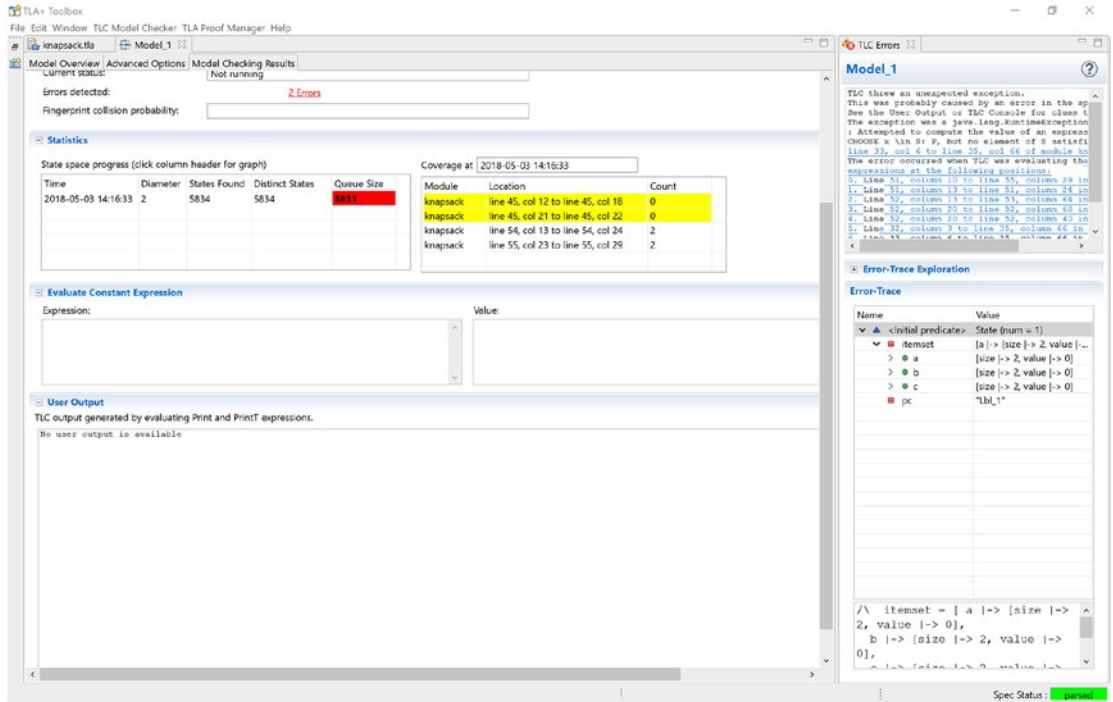 TLA+ Toolbox
File Edit Window TLC Model Checker TLA Proof Manager Help
knapsack.tla Model_1
Model Overview Advanced Options Model Checking Results
Current status: Not running
Errors detected: 2 Errors
Fingerprint collision probability:
Statistics
State space progress (click column header for graph)
Time Diameter States Found Distinct States Queue Size
2018-05-03 14:16:33 2 5834 5834 5831
Coverage at 2018-05-03 14:16:33
Module Location Count
knapsack line 45, col 12 to line 45, col 18 0
knapsack line 45, col 21 to line 45, col 22 0
knapsack line 54, col 13 to line 54, col 24 2
knapsack line 55, col 23 to line 55, col 29 2
Evaluate Constant Expression
Expression: Value:
User Output
TLC output generated by evaluating Print and PrintT expressions.
No user output is available
TLC Errors
Model_1
TLC threw an unexpected exception.
This was probably caused by an error in the sp
See the User Output or TLC Console for clues t
The exception was a java.lang.RuntimeException
: Attempted to compute the value of an express
CHOOSE x \in S: P, but no element of S satisfi
line 33, col 6 to line 35, col 66 of module kn
The error occurred when TLC was evaluating the
expressions at the following positions:
0. Line 51, column 10 to line 55, column 29 in
1. Line 51, column 13 to line 51, column 24 in
2. Line 52, column 13 to line 53, column 64 in
3. Line 52, column 20 to line 52, column 60 in
4. Line 52, column 20 to line 52, column 40 in
5. Line 32, column 3 to line 35, column 66 in
Error-Trace Exploration
Error-Trace
Name Value
<Initial predicate> State (num = 1)
itemset [a |-> [size |-> 2, value |-...
a [size |-> 2, value |-> 0]
b [size |-> 2, value |-> 0]
c [size |-> 2, value |-> 0]
pc "Lbl_1"
/\ itemset = [ a |-> [size |->
2, value |-> 0],
b |-> [size |-> 2, value |->
0],
c |-> [size |-> 2, value |->
Spec Status : parsed